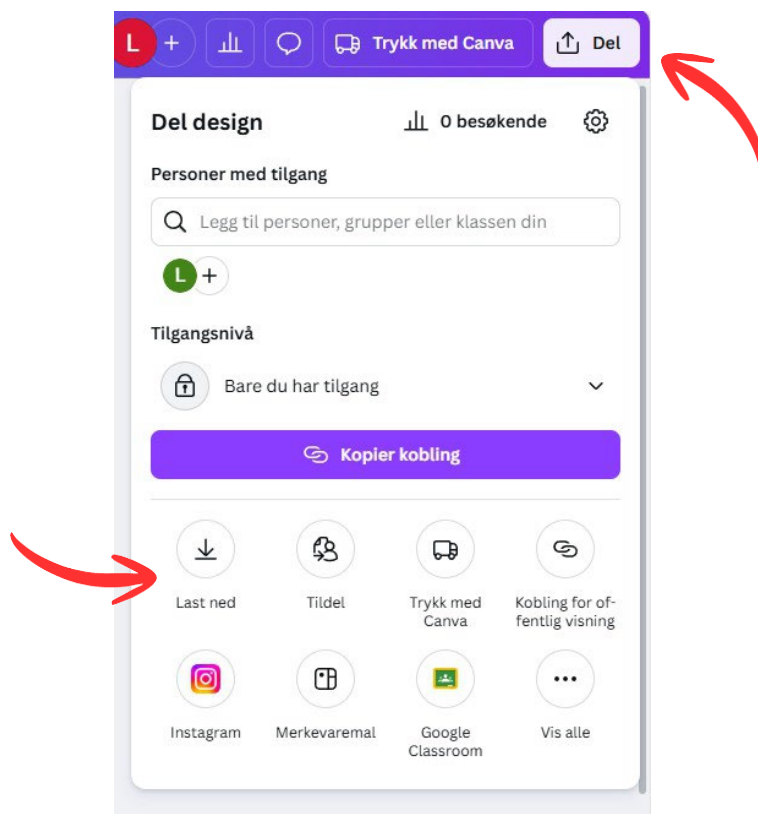 L
Trykk med Canva
Del
Del design
0 besøkende
Personer med tilgang
Legg til personer, grupper eller klassen din
L
Tilgangsnivå
Bare du har tilgang
Kopier kobling
Last ned
Tildel
Trykk med
Canva
Kobling for of-
fentlig visning
Instagram
Merkevaremal
Google
Classroom
Vis alle